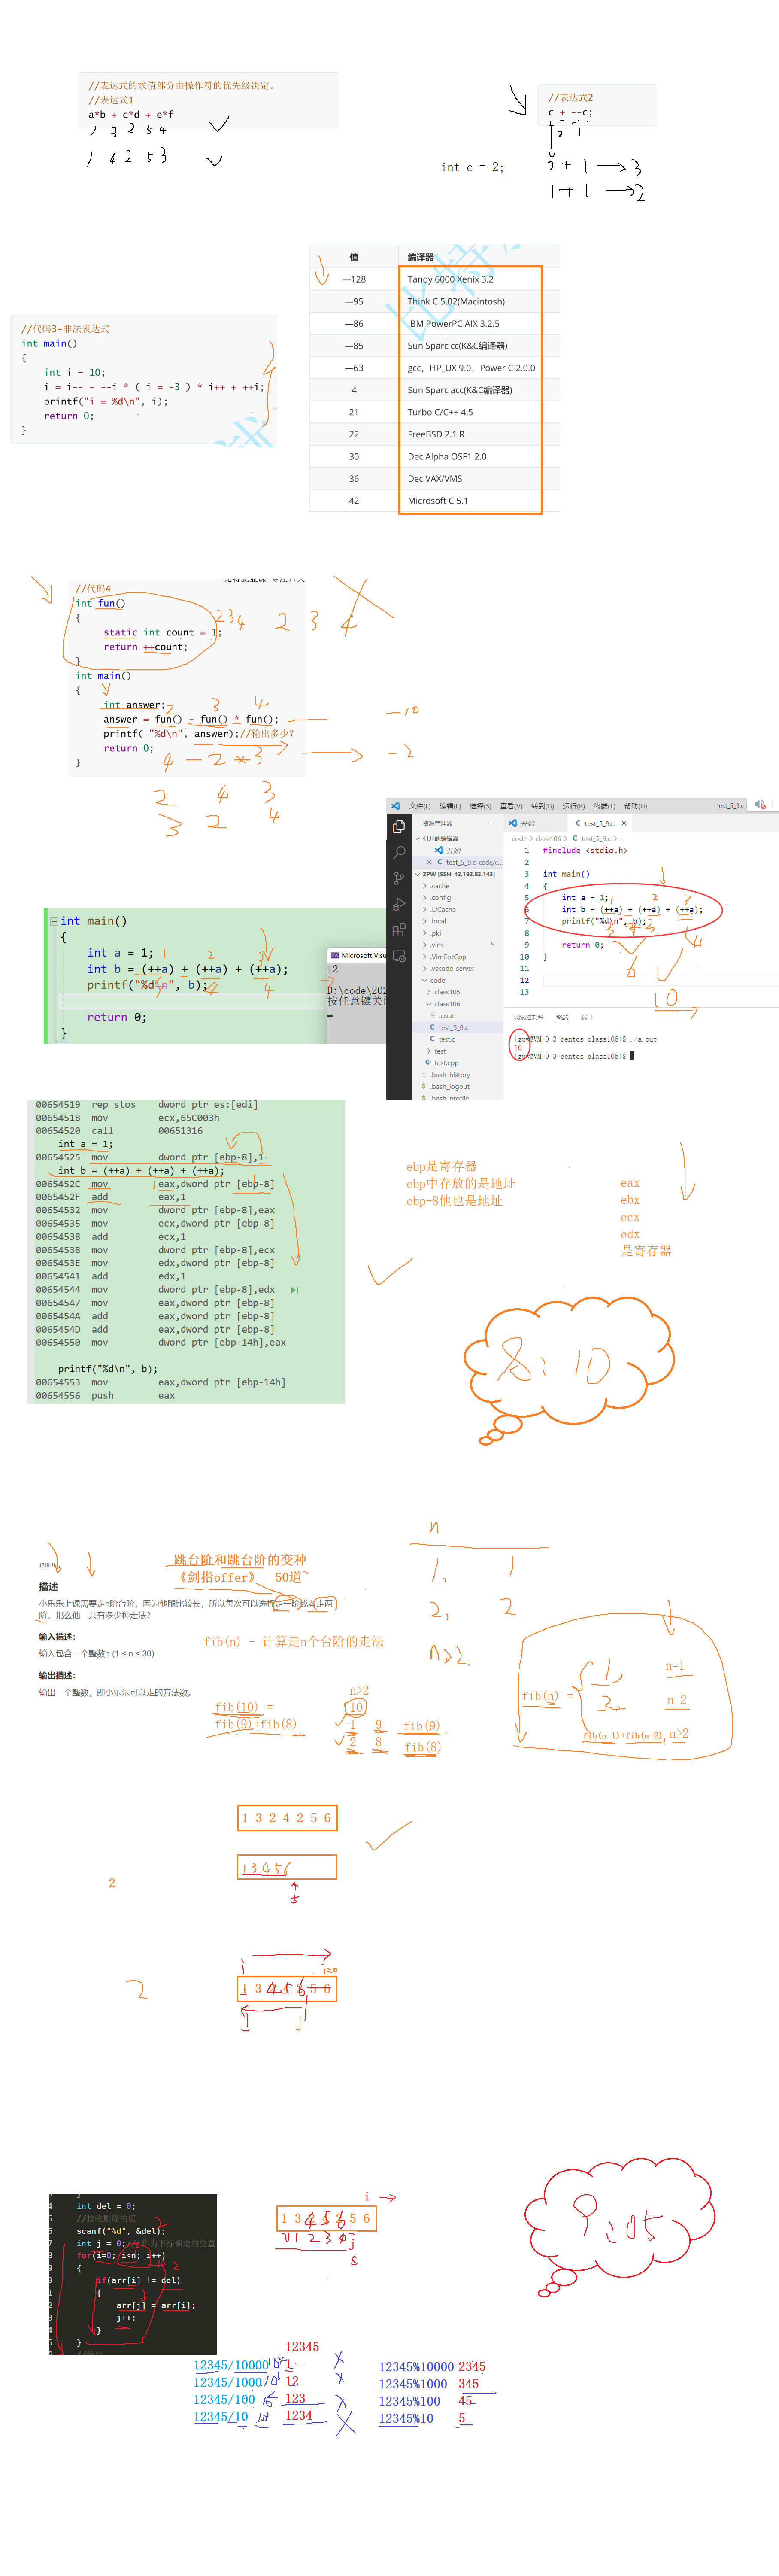 //表达式的求值部分由操作符的优先级决定。
//表达式1
a*b + c*d + e*f
1 3 2 5 4
1 4 2 5 3
//表达式2
c + --c;
2 1
int c = 2;
2 + 1 → 3
1 + 1 → 2
值 编译器
—128 Tandy 6000 Xenix 3.2
—95 Think C 5.02(Macintosh)
—86 IBM PowerPC AIX 3.2.5
—85 Sun Sparc cc(K&C编译器)
—63 gcc，HP_UX 9.0，Power C 2.0.0
4 Sun Sparc acc(K&C编译器)
21 Turbo C/C++ 4.5
22 FreeBSD 2.1 R
30 Dec Alpha OSF1 2.0
36 Dec VAX/VMS
42 Microsoft C 5.1
//代码3-非法表达式
int main()
{
int i = 10;
i = i-- - --i * ( i = -3 ) * i++ + ++i;
printf("i = %d\n", i);
return 0;
}
//代码4
int fun()
{
static int count = 1;
return ++count;
}
int main()
{
int answer;
answer = fun() - fun() * fun();
printf( "%d\n", answer);//输出多少?
return 0;
}
2 3 4
2 3 4
2 3 4
-10
4 - 2 * 3 → -2
2 4 3
3 2 4
文件(F) 编辑(E) 选择(S) 查看(V) 转到(G) 运行(R) 终端(T) 帮助(H) test_5_9.c
资源管理器 ···
打开的编辑器
开始
test_5_9.c code/c...
ZPW [SSH: 42.192.83.143]
.cache
.config
.LfCache
.local
.pki
.vim
.VimForCpp
.vscode-server
code
class105
class106
a.out
test_5_9.c
test.c
test
test.cpp
.bash_history
.bash_logout
.bash_profile
开始 test_5_9.c
code > class106 > test_5_9.c > ...
1 #include <stdio.h>
2
3 int main()
4 {
5 int a = 1;
6 int b = (++a) + (++a) + (++a);
7 printf("%d\n", b);
8
9 return 0;
10 }
11
12
13
调试控制台 终端 端口
[zpw@VM-0-3-centos class106]$ ./a.out
10
[zpw@VM-0-3-centos class106]$
1 2 3
3 3
6 4
10
int main()
{
int a = 1;
int b = (++a) + (++a) + (++a);
printf("%d\n", b);
return 0;
}
4 4 4
Microsoft Visu
12
D:\code\202
按任意键关闭
00654519 rep stos dword ptr es:[edi]
0065451B mov ecx,65C003h
00654520 call 00651316
int a = 1;
00654525 mov dword ptr [ebp-8],1
int b = (++a) + (++a) + (++a);
0065452C mov eax,dword ptr [ebp-8]
0065452F add eax,1
00654532 mov dword ptr [ebp-8],eax
00654535 mov ecx,dword ptr [ebp-8]
00654538 add ecx,1
0065453B mov dword ptr [ebp-8],ecx
0065453E mov edx,dword ptr [ebp-8]
00654541 add edx,1
00654544 mov dword ptr [ebp-8],edx
00654547 mov eax,dword ptr [ebp-8]
0065454A add eax,dword ptr [ebp-8]
0065454D add eax,dword ptr [ebp-8]
00654550 mov dword ptr [ebp-14h],eax
printf("%d\n", b);
00654553 mov eax,dword ptr [ebp-14h]
00654556 push eax
ebp是寄存器
ebp中存放的是地址
ebp-8他也是地址
eax
ebx
ecx
edx
是寄存器
8:10
跳台阶和跳台阶的变种
《剑指offer》- 50道~
描述
小乐乐上课需要走n阶台阶，因为他腿比较长，所以每次可以选择走一阶或者走两
阶，那么他一共有多少种走法？
输入描述：
输入包含一个整数n (1 ≤ n ≤ 30)
输出描述：
输出一个整数，即小乐乐可以走的方法数。
fib(n) - 计算走n个台阶的走法
fib(10) =
fib(9)+fib(8)
n>2
10
1 9 fib(9)
2 8 fib(8)
n
1, 1
2, 2
n>2,
fib(n) =
1, n=1
2, n=2
fib(n-1)+fib(n-2), n>2
1 3 2 4 2 5 6
1 3 4 5 6
5
2
i
i
1 3 4 5 6 2 5 6
j j
2
int del = 0;
//接收删除的值
scanf("%d", &del);
int j = 0;//j作为下标锁定的位置
for(i=0; i<n; i++)
{
if(arr[i] != del)
{
arr[j] = arr[i];
j++;
}
}
i
1 3 2 4 2 5 6
4 5 6
0 1 2 3 4
j
5
9:05
12345
12345/10000 10^4 1
12345/1000 10^3 12
12345/100 10^2 123
12345/10 10^1 1234
12345%10000 2345
12345%1000 345
12345%100 45
12345%10 5